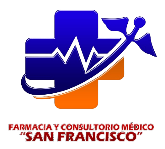 FARMACIA Y CONSULTORIO MÉDICO
"SAN FRANCISCO"